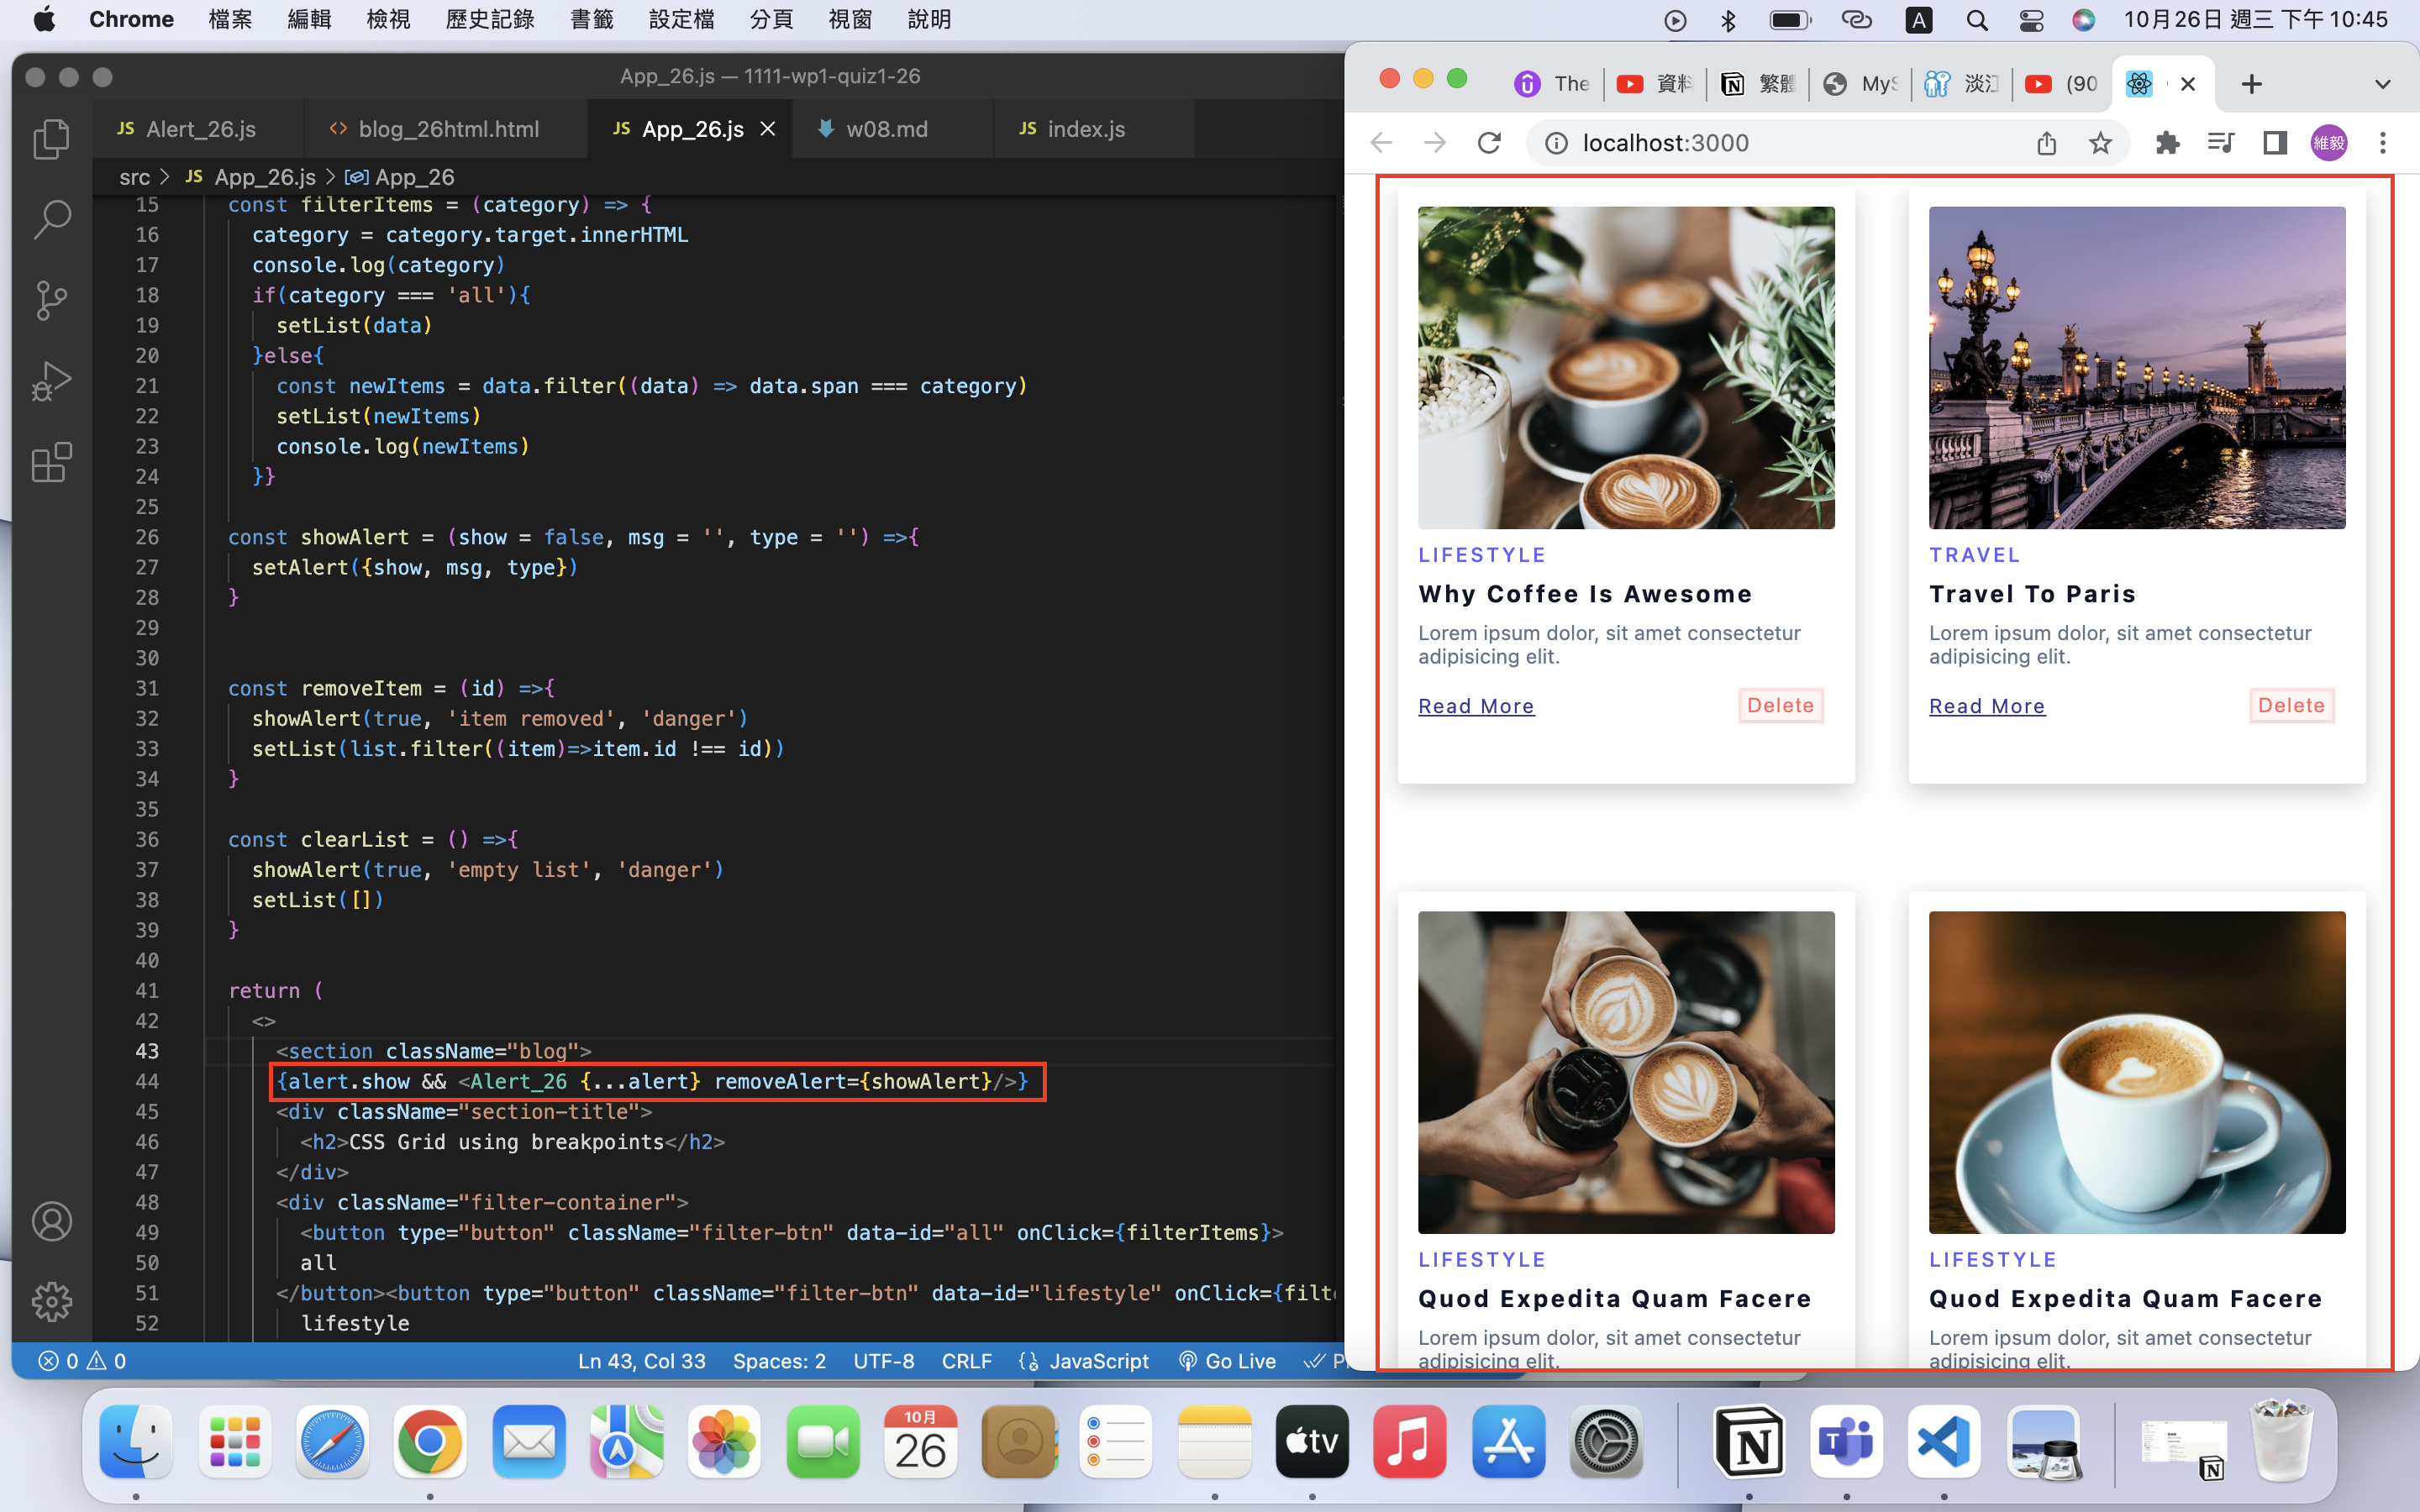 Chrome 檔案 編輯 檢視 歷史記錄 書籤 設定檔 分頁 視窗 說明
A 10月26日 週三 下午 10:45
App_26.js — 1111-wp1-quiz1-26
JS Alert_26.js <> blog_26html.html JS App_26.js w08.md JS index.js
src > JS App_26.js > App_26
15 const filterItems = (category) => {
16 category = category.target.innerHTML
17 console.log(category)
18 if(category === 'all'){
19 setList(data)
20 }else{
21 const newItems = data.filter((data) => data.span === category)
22 setList(newItems)
23 console.log(newItems)
24 }}
25
26 const showAlert = (show = false, msg = '', type = '') =>{
27 setAlert({show, msg, type})
28 }
29
30
31 const removeItem = (id) =>{
32 showAlert(true, 'item removed', 'danger')
33 setList(list.filter((item)=>item.id !== id))
34 }
35
36 const clearList = () =>{
37 showAlert(true, 'empty list', 'danger')
38 setList([])
39 }
40
41 return (
42 <>
43 <section className="blog">
44 {alert.show && <Alert_26 {...alert} removeAlert={showAlert}/>}
45 <div className="section-title">
46 <h2>CSS Grid using breakpoints</h2>
47 </div>
48 <div className="filter-container">
49 <button type="button" className="filter-btn" data-id="all" onClick={filterItems}>
50 all
51 </button><button type="button" className="filter-btn" data-id="lifestyle" onClick={filt
52 lifestyle
0 0 Ln 43, Col 33 Spaces: 2 UTF-8 CRLF JavaScript Go Live P
The 資料 繁體 MyS 淡江 (90
localhost:3000 維毅
LIFESTYLE
Why Coffee Is Awesome
Lorem ipsum dolor, sit amet consectetur
adipisicing elit.
Read More Delete
TRAVEL
Travel To Paris
Lorem ipsum dolor, sit amet consectetur
adipisicing elit.
Read More Delete
LIFESTYLE
Quod Expedita Quam Facere
Lorem ipsum dolor, sit amet consectetur
adipisicing elit.
LIFESTYLE
Quod Expedita Quam Facere
Lorem ipsum dolor, sit amet consectetur
adipisicing elit.
10月
26
tv
N
T
N